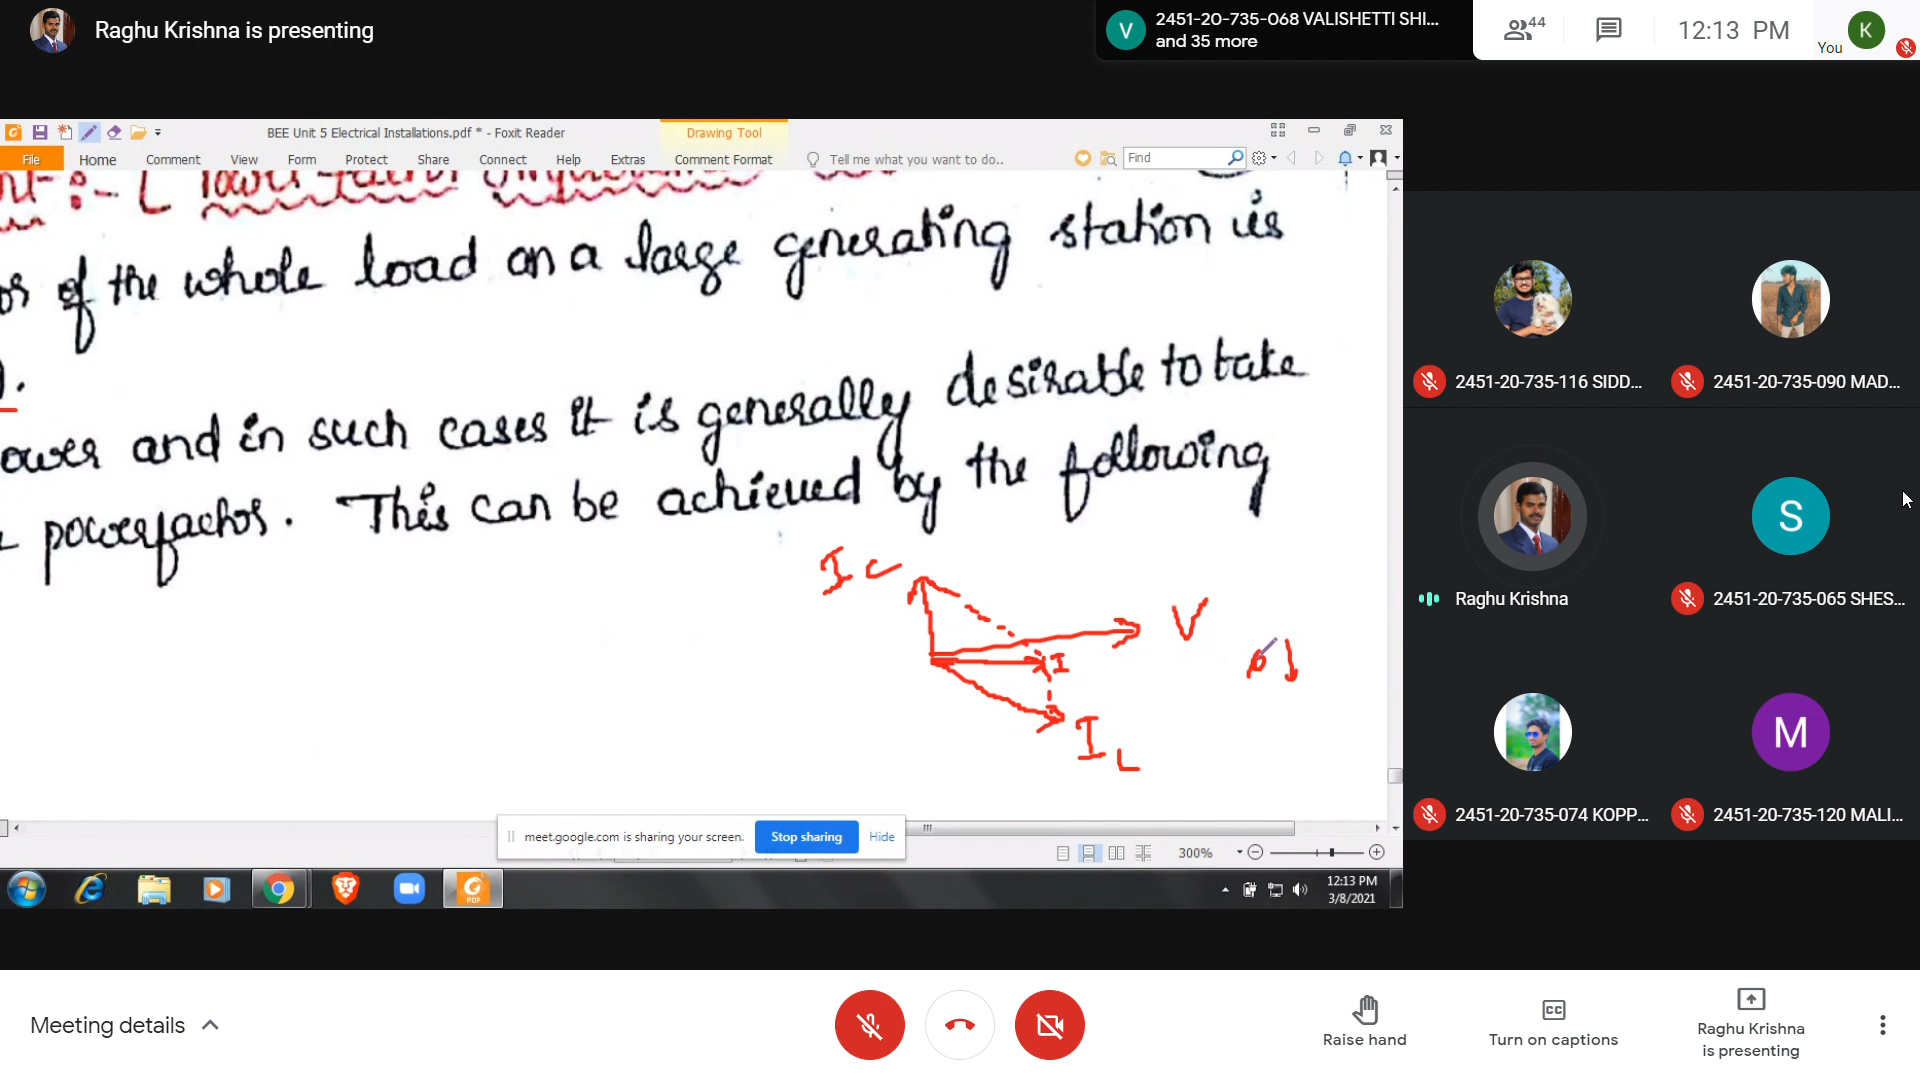 Raghu Krishna is presenting
2451-20-735-068 VALISHETTI SHI...
and 35 more
44
12:13 PM
You
K
V
BEE Unit 5 Electrical Installations.pdf * - Foxit Reader
Drawing Tool
File
Home
Comment
View
Form
Protect
Share
Connect
Help
Extras
Comment Format
Tell me what you want to do..
Find
of the whole load on a large generating station is
and in such cases it is generally desirable to take
powerfactor. This can be achieved by the following
IC
V
I
IL
ø↓
meet.google.com is sharing your screen.
Stop sharing
Hide
300%
PDF
12:13 PM
3/8/2021
2451-20-735-116 SIDD...
2451-20-735-090 MAD...
S
Raghu Krishna
2451-20-735-065 SHES...
M
2451-20-735-074 KOPP...
2451-20-735-120 MALI...
Meeting details
Raise hand
CC
Turn on captions
Raghu Krishna
is presenting